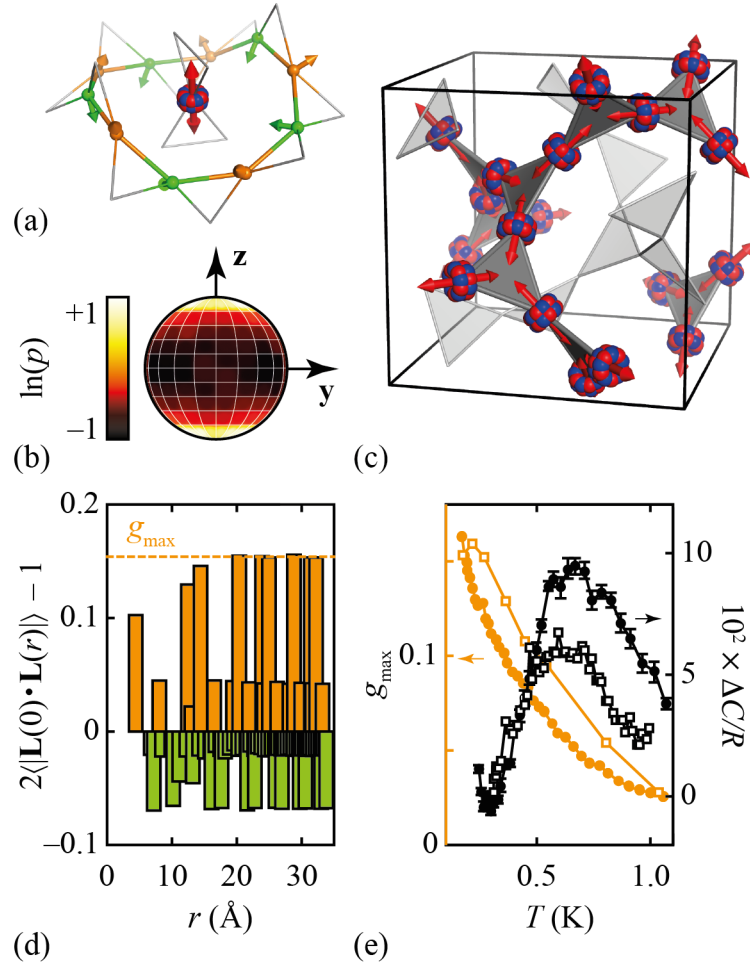 (a)
z
+1
ln(p)
−1
y
(b)
(c)
0.2
g_max
0.1
0
−0.1
2⟨|L(0)•L(r)|⟩ − 1
0
10
20
30
r (Å)
(d)
10
0.1
5
g_max
10² × ΔC/R
0
0
0.5
1.0
T (K)
(e)